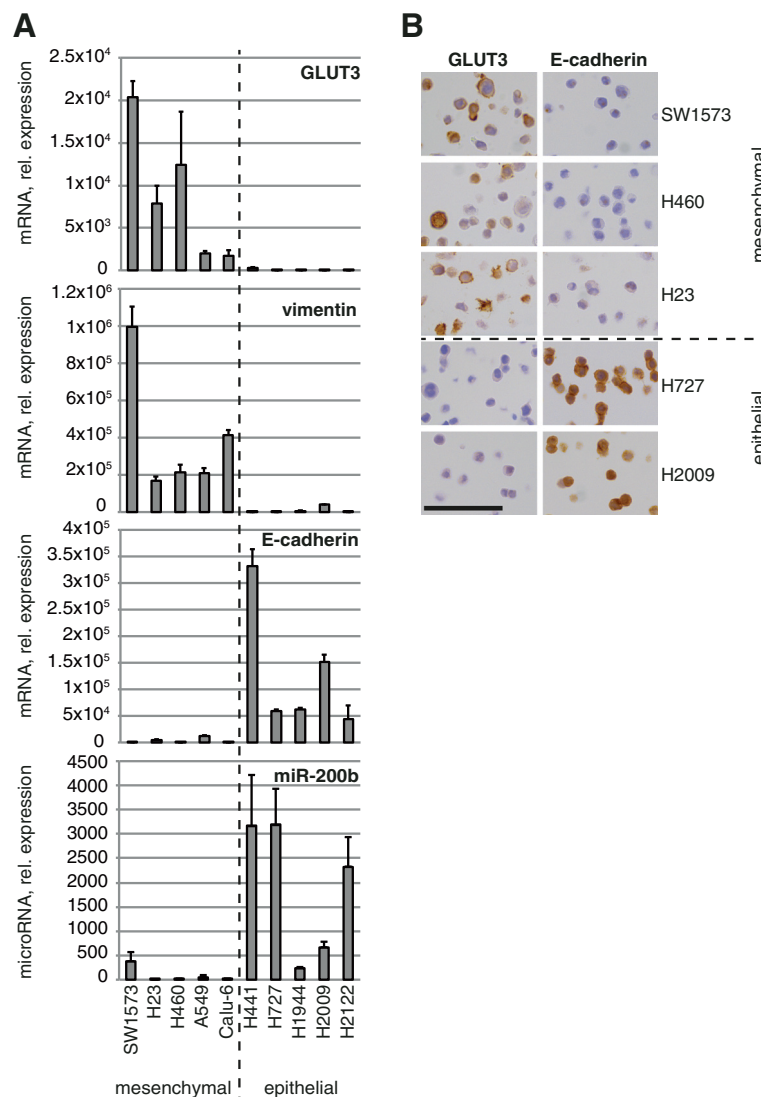 A
mRNA, rel. expression
GLUT3
2.5x10⁴
2x10⁴
1.5x10⁴
1x10⁴
5x10³
0
mRNA, rel. expression
vimentin
1.2x10⁶
1x10⁶
8x10⁵
6x10⁵
4x10⁵
2x10⁵
0
mRNA, rel. expression
E-cadherin
4x10⁵
3.5x10⁵
3x10⁵
2.5x10⁵
2x10⁵
1.5x10⁵
1x10⁵
5x10⁴
0
microRNA, rel. expression
miR-200b
4500
4000
3500
3000
2500
2000
1500
1000
500
0
SW1573
H23
H460
A549
Calu-6
H441
H727
H1944
H2009
H2122
mesenchymal
epithelial
B
GLUT3
E-cadherin
SW1573
H460
H23
H727
H2009
mesenchymal
epithelial